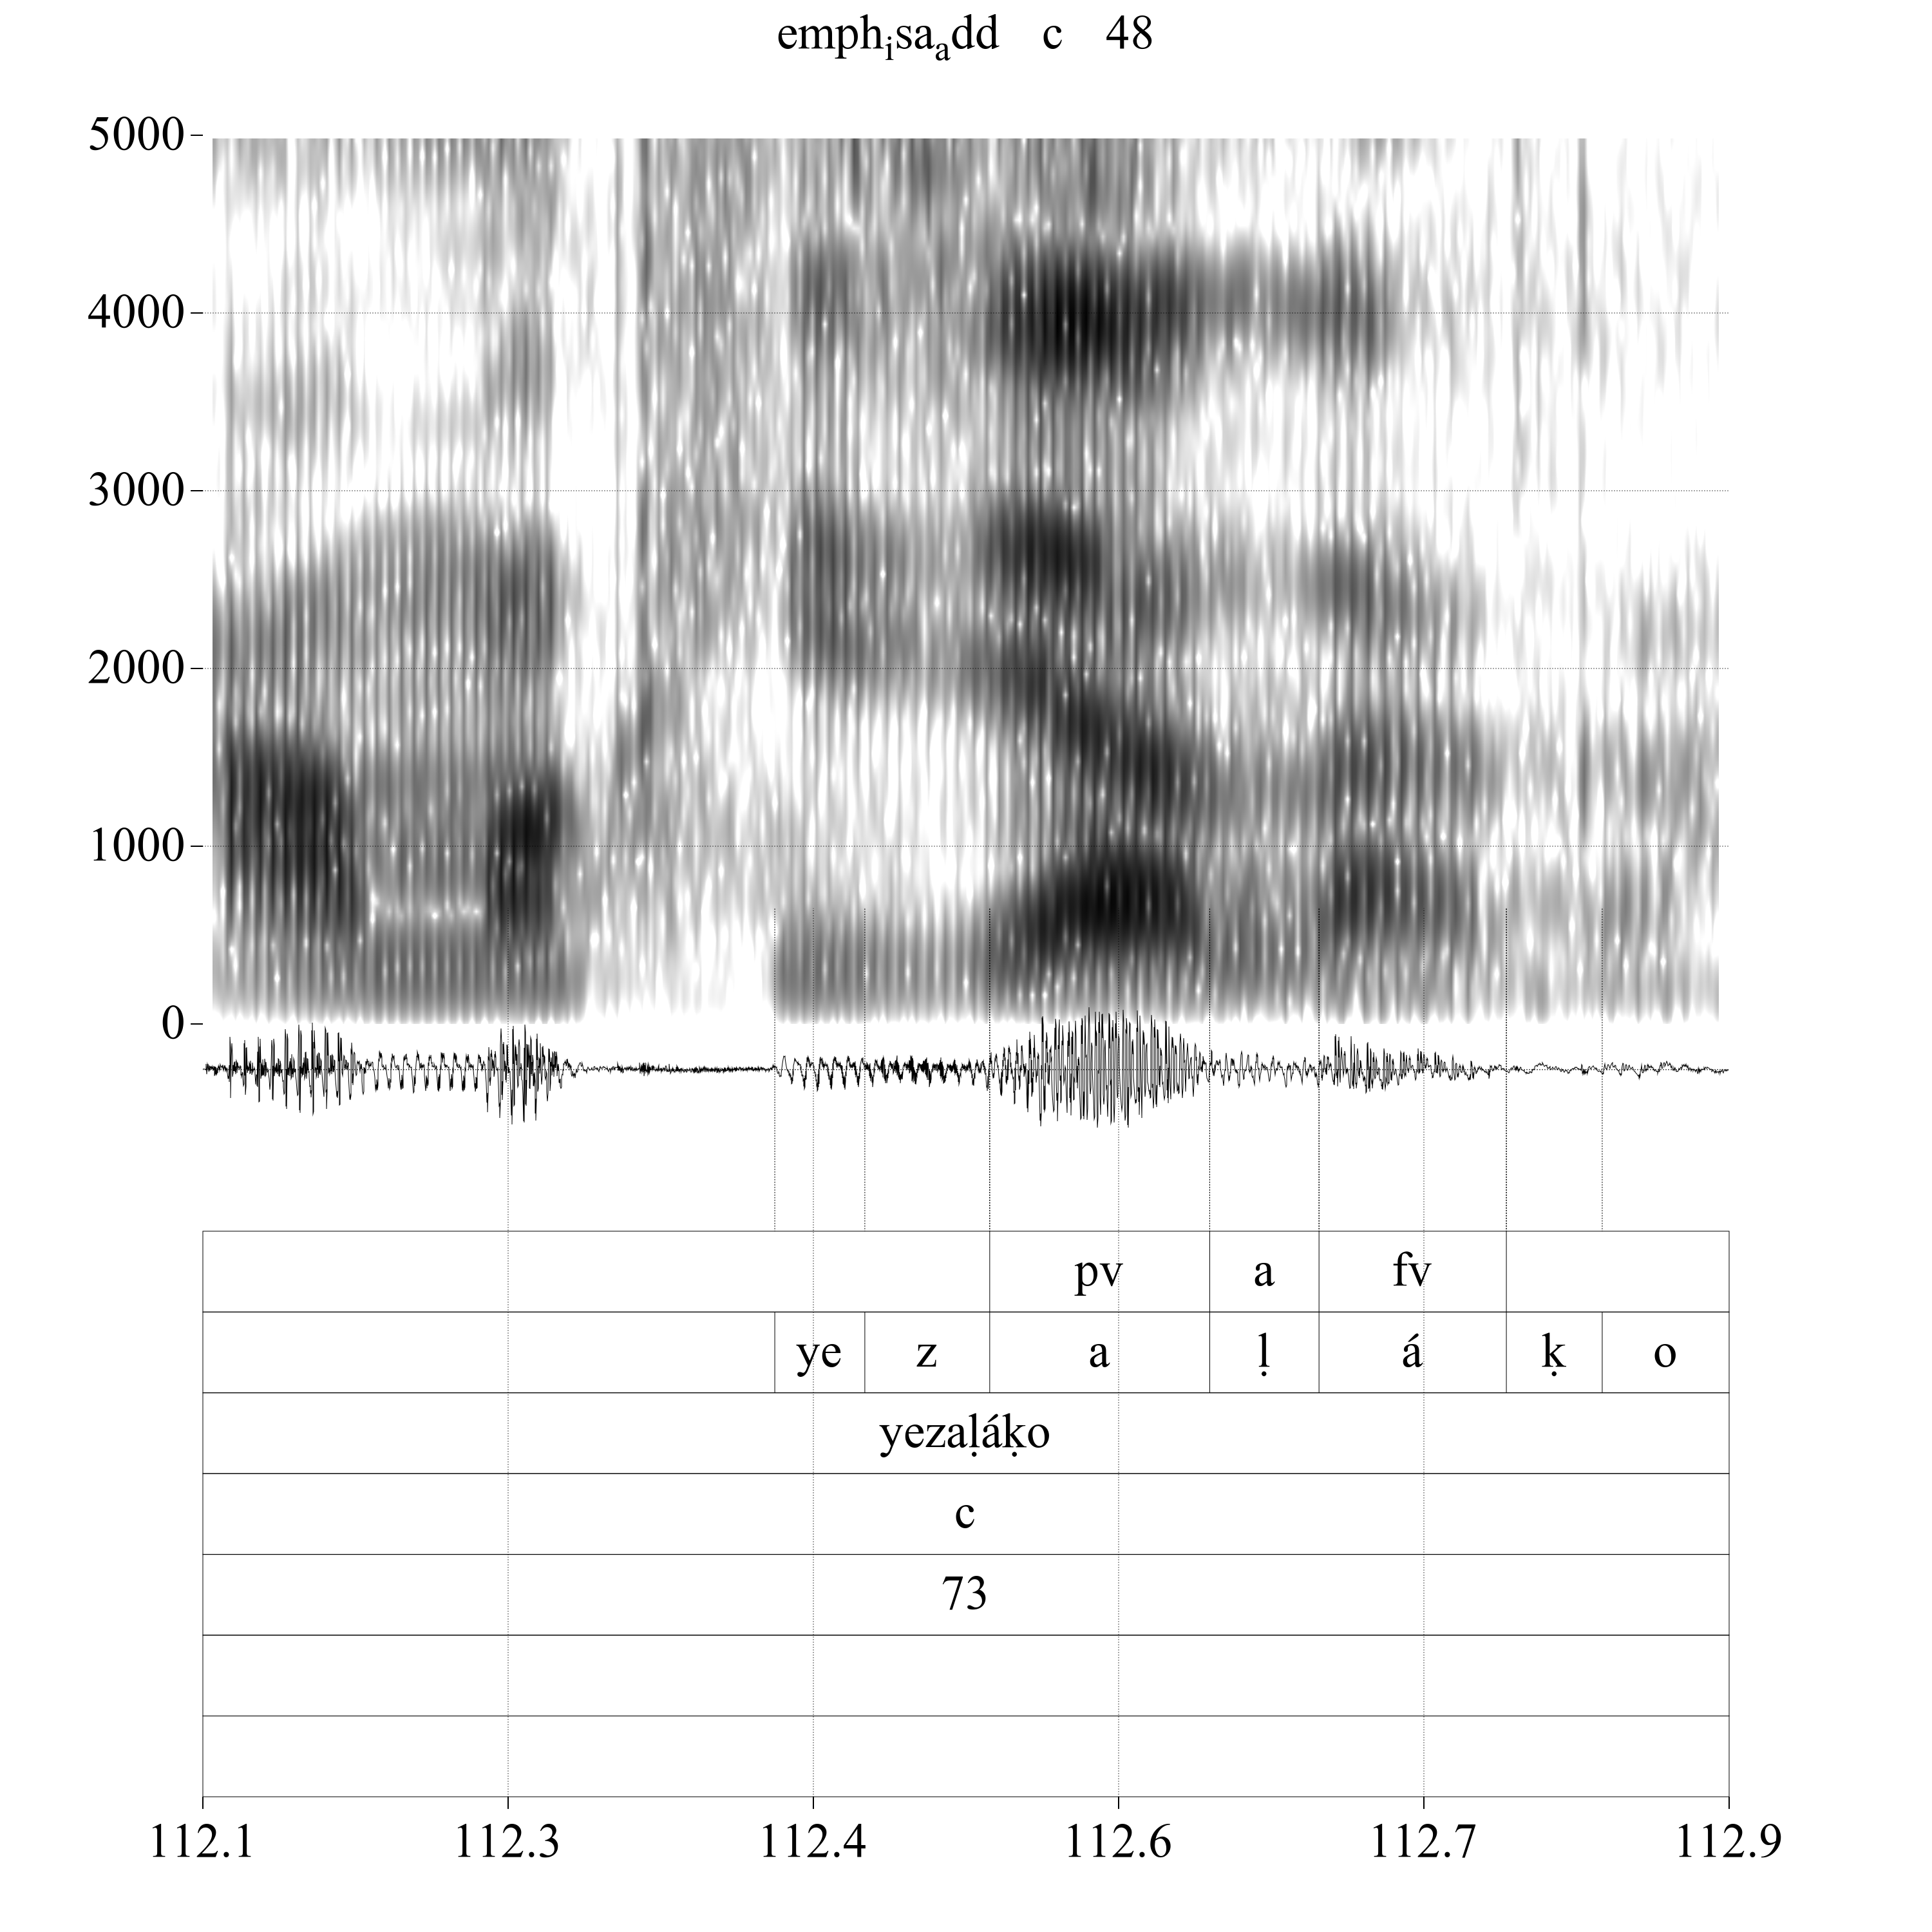 emphᵢsaₐdd c 48
5000
4000
3000
2000
1000
0
pv a fv
ye z a ḷ á ḳ o
yezaḷáḳo
c
73
112.1 112.3 112.4 112.6 112.7 112.9